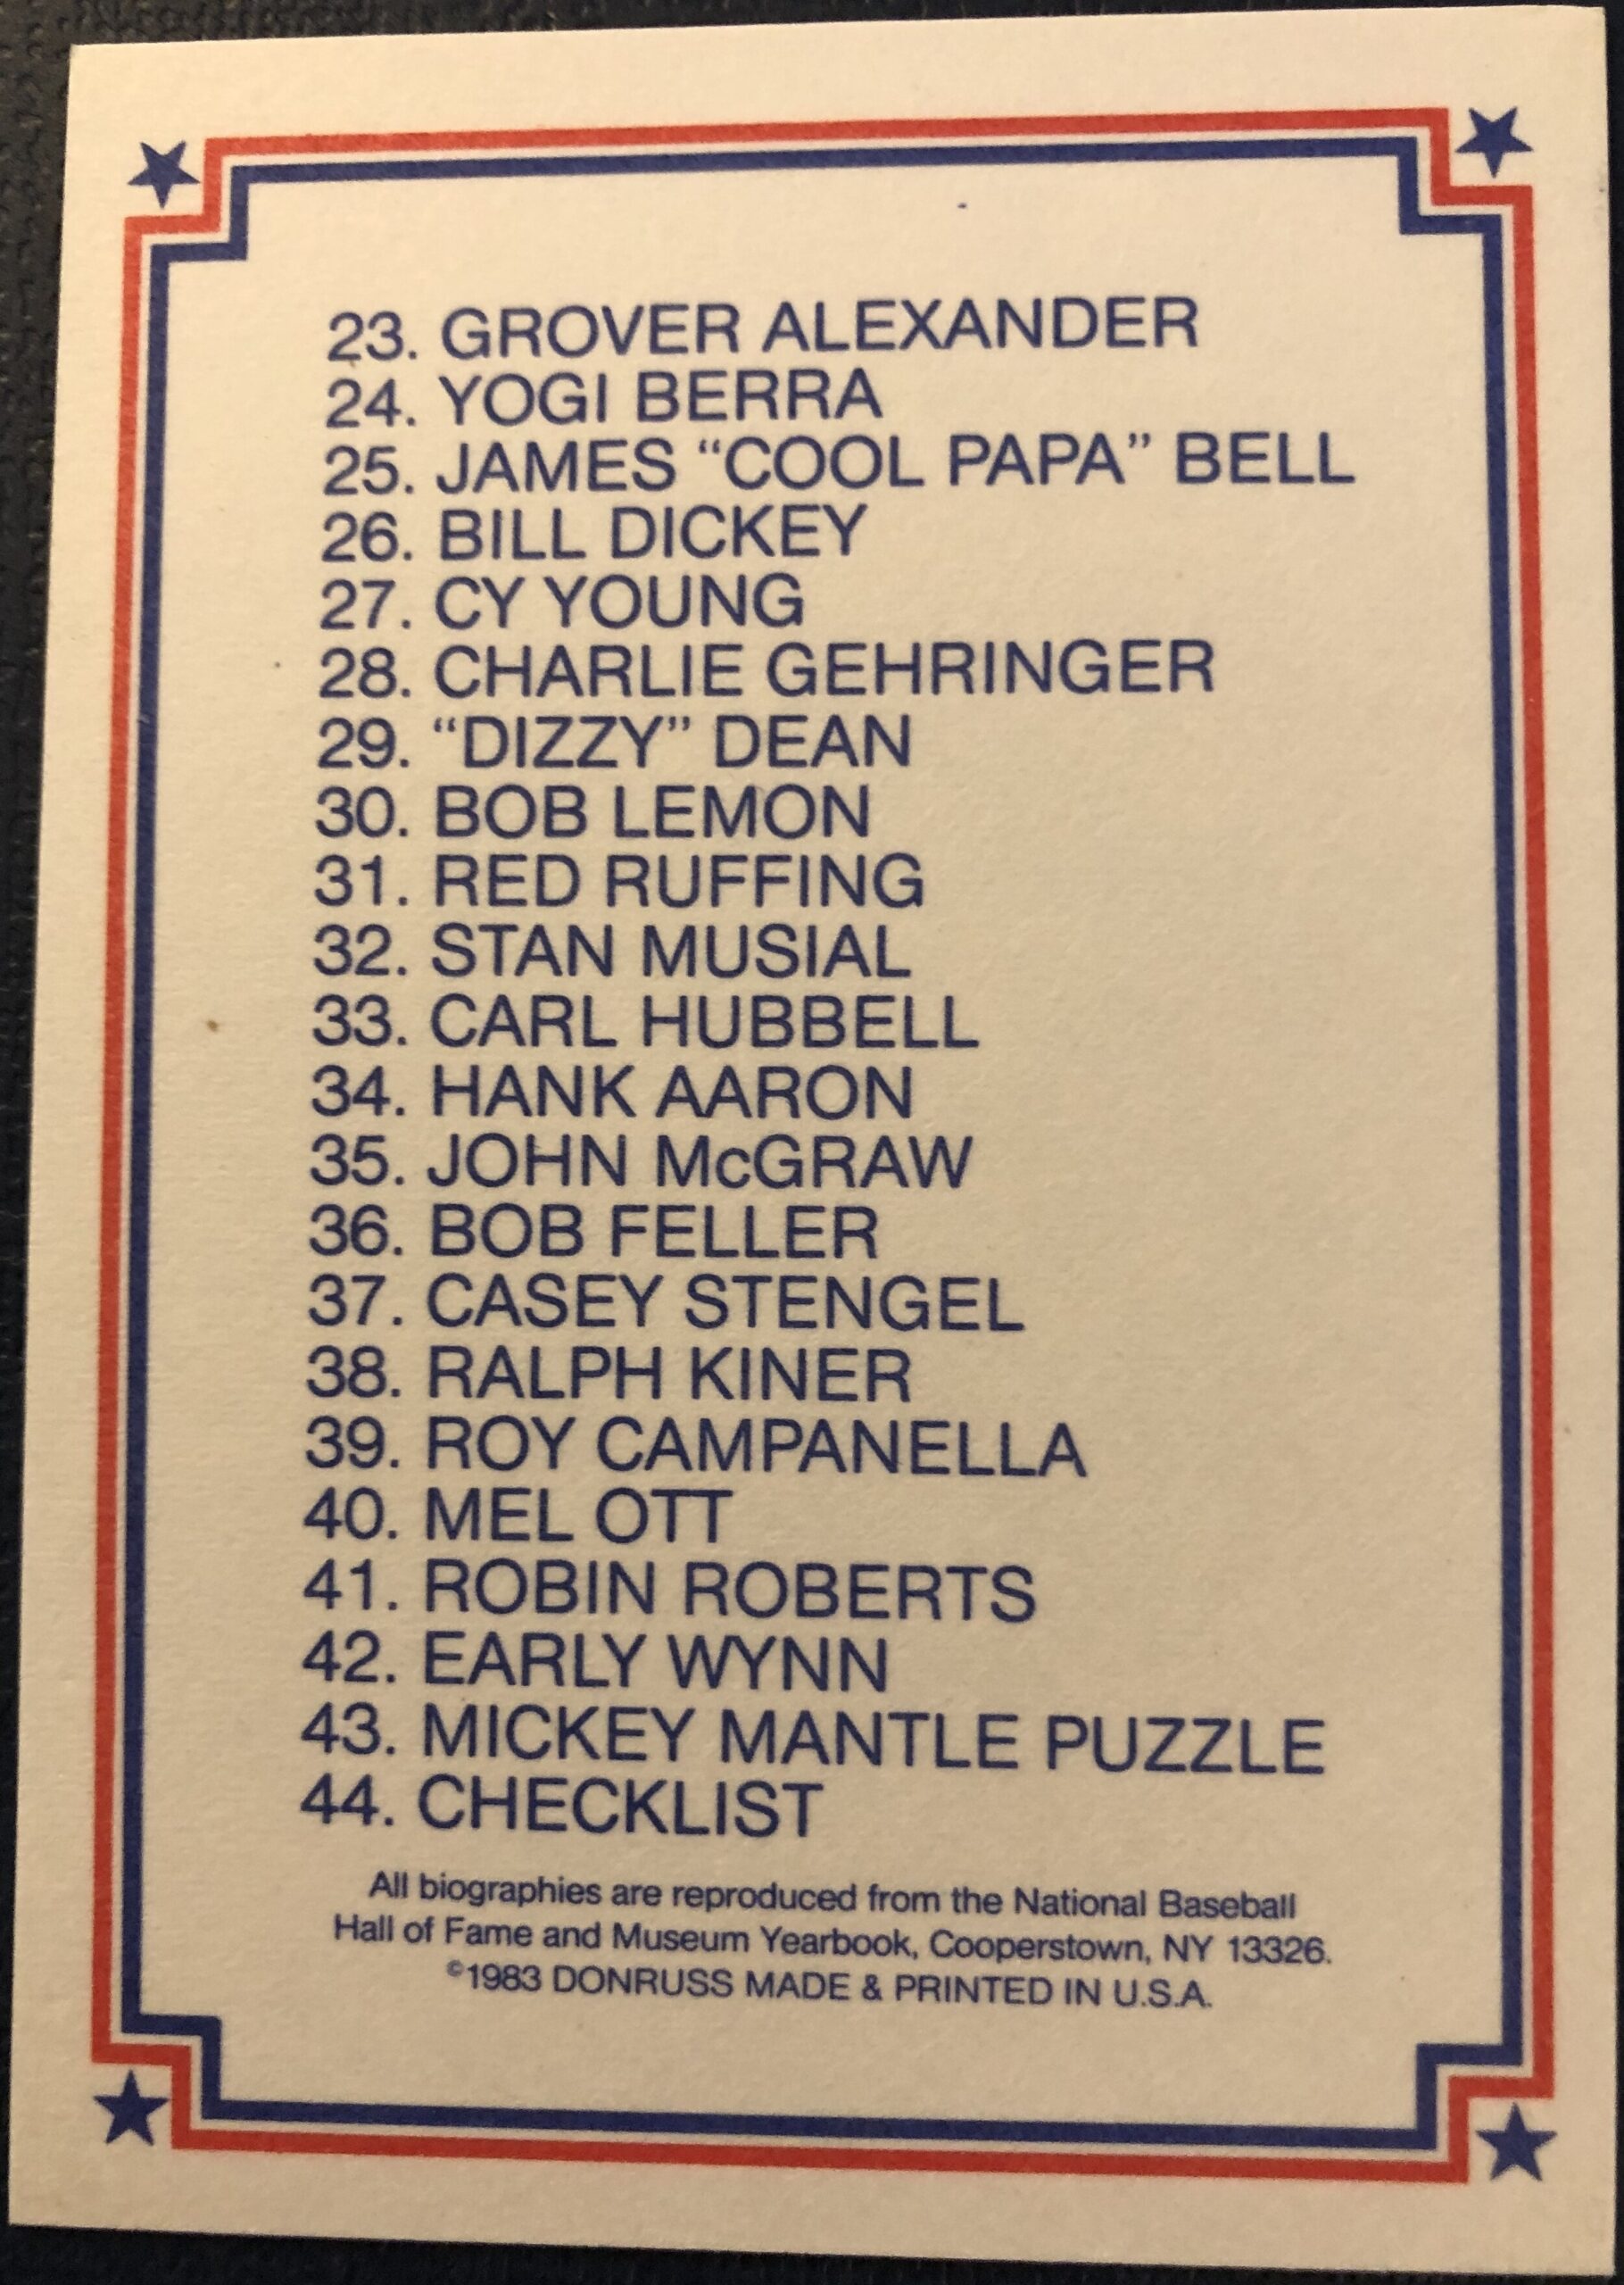 23. GROVER ALEXANDER
24. YOGI BERRA
25. JAMES “COOL PAPA” BELL
26. BILL DICKEY
27. CY YOUNG
28. CHARLIE GEHRINGER
29. “DIZZY” DEAN
30. BOB LEMON
31. RED RUFFING
32. STAN MUSIAL
33. CARL HUBBELL
34. HANK AARON
35. JOHN McGRAW
36. BOB FELLER
37. CASEY STENGEL
38. RALPH KINER
39. ROY CAMPANELLA
40. MEL OTT
41. ROBIN ROBERTS
42. EARLY WYNN
43. MICKEY MANTLE PUZZLE
44. CHECKLIST
All biographies are reproduced from the National Baseball
Hall of Fame and Museum Yearbook, Cooperstown, NY 13326.
©1983 DONRUSS MADE & PRINTED IN U.S.A.